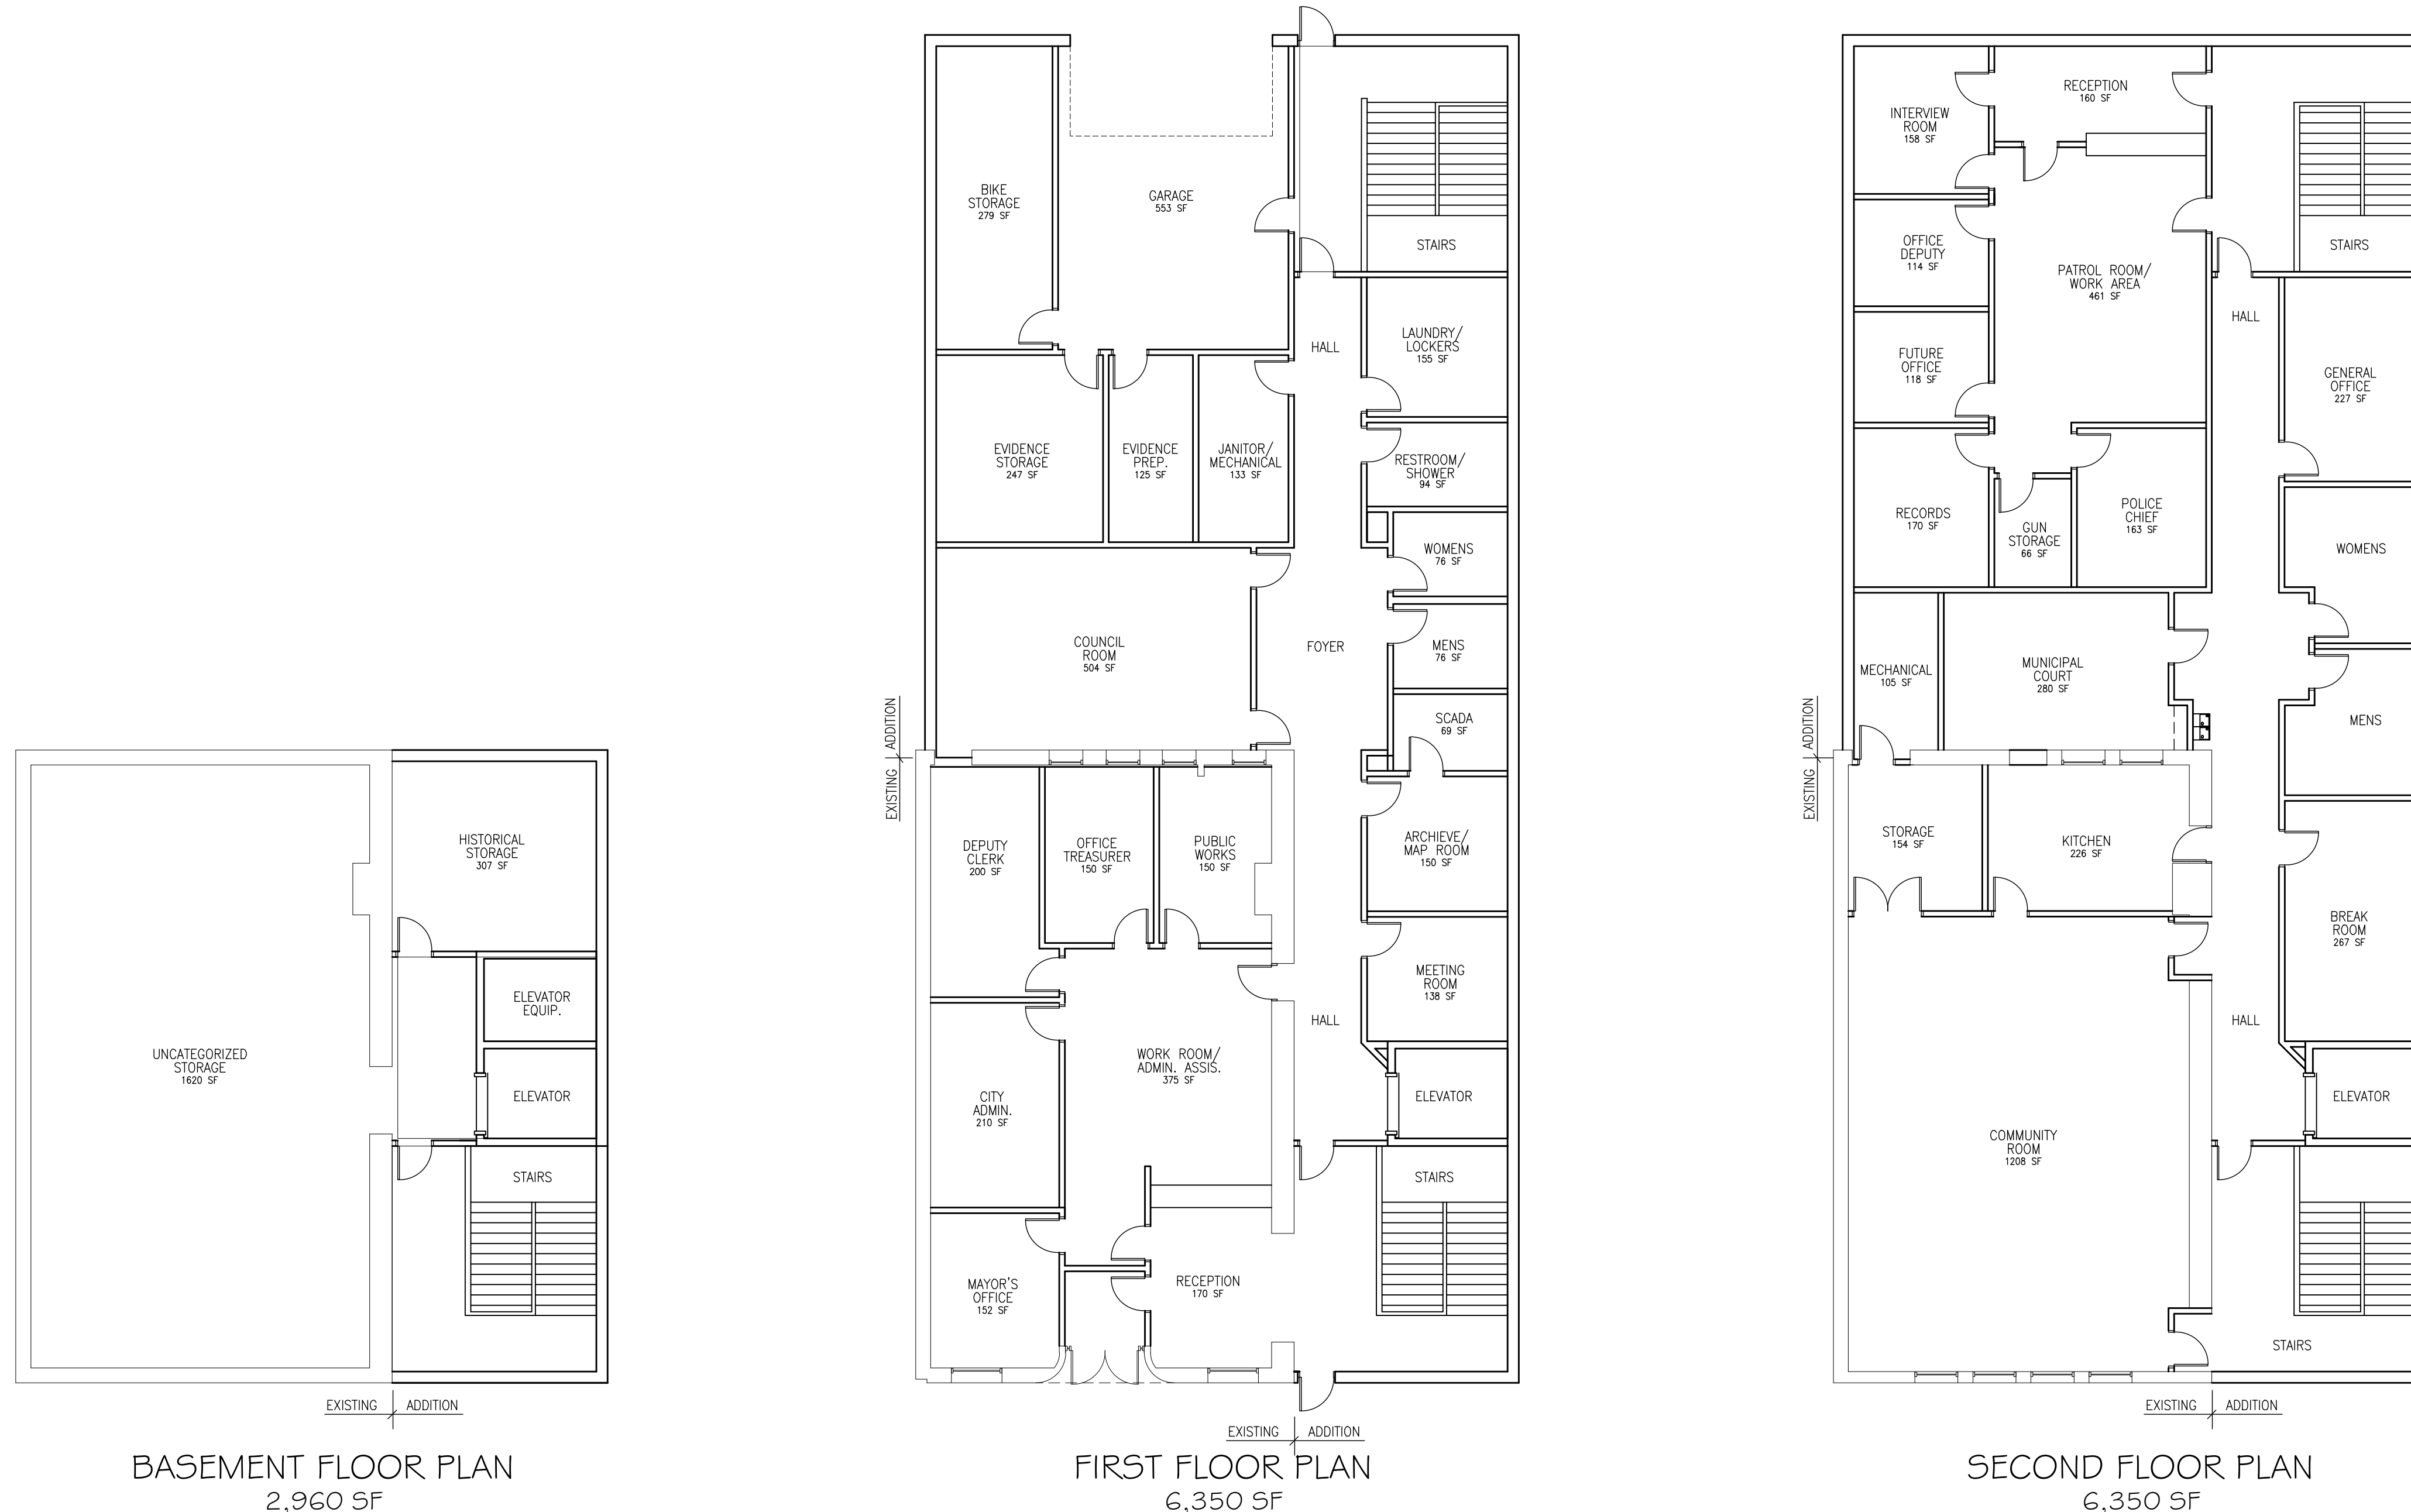 HISTORICAL
STORAGE
307 SF
ELEVATOR
EQUIP.
UNCATEGORIZED
STORAGE
1620 SF
ELEVATOR
STAIRS
EXISTING
ADDITION
BASEMENT FLOOR PLAN
2,960 SF
BIKE
STORAGE
279 SF
GARAGE
553 SF
STAIRS
HALL
LAUNDRY/
LOCKERS
155 SF
EVIDENCE
STORAGE
247 SF
EVIDENCE
PREP.
125 SF
JANITOR/
MECHANICAL
133 SF
RESTROOM/
SHOWER
94 SF
WOMENS
76 SF
COUNCIL
ROOM
504 SF
FOYER
MENS
76 SF
SCADA
69 SF
ADDITION
EXISTING
DEPUTY
CLERK
200 SF
OFFICE
TREASURER
150 SF
PUBLIC
WORKS
150 SF
ARCHIEVE/
MAP ROOM
150 SF
MEETING
ROOM
138 SF
HALL
WORK ROOM/
ADMIN. ASSIS.
375 SF
CITY
ADMIN.
210 SF
ELEVATOR
STAIRS
MAYOR'S
OFFICE
152 SF
RECEPTION
170 SF
EXISTING
ADDITION
FIRST FLOOR PLAN
6,350 SF
RECEPTION
160 SF
INTERVIEW
ROOM
158 SF
STAIRS
OFFICE
DEPUTY
114 SF
PATROL ROOM/
WORK AREA
461 SF
HALL
FUTURE
OFFICE
118 SF
GENERAL
OFFICE
227 SF
RECORDS
170 SF
GUN
STORAGE
66 SF
POLICE
CHIEF
163 SF
WOMENS
MECHANICAL
105 SF
MUNICIPAL
COURT
280 SF
MENS
ADDITION
EXISTING
STORAGE
154 SF
KITCHEN
226 SF
BREAK
ROOM
267 SF
HALL
ELEVATOR
COMMUNITY
ROOM
1208 SF
STAIRS
EXISTING
ADDITION
SECOND FLOOR PLAN
6,350 SF